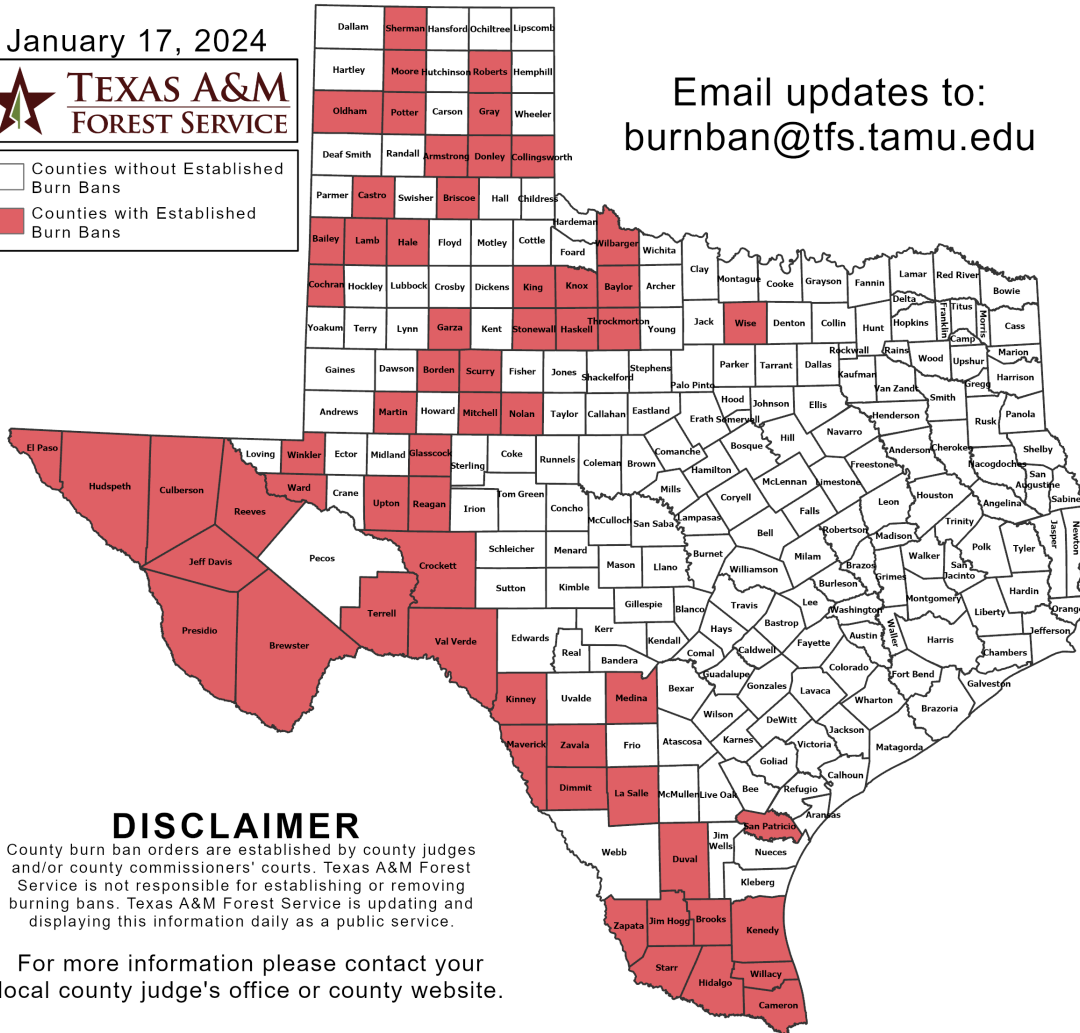 January 17, 2024
TEXAS A&M
FOREST SERVICE
Counties without Established
Burn Bans
Counties with Established
Burn Bans
Email updates to:
burnban@tfs.tamu.edu
Dallam Sherman Hansford Ochiltree Lipscomb
Hartley Moore Hutchinson Roberts Hemphill
Oldham Potter Carson Gray Wheeler
Deaf Smith Randall Armstrong Donley Collingsworth
Parmer Castro Swisher Briscoe Hall Childress
Hardeman
Bailey Lamb Hale Floyd Motley Cottle Foard Wilbarger Wichita
Clay Montague Cooke Grayson Fannin Lamar Red River Bowie
Cochran Hockley Lubbock Crosby Dickens King Knox Baylor Archer
Delta Titus Franklin Morris
Yoakum Terry Lynn Garza Kent Stonewall Haskell Throckmorton Young Jack Wise Denton Collin Hunt Hopkins Camp Cass
Rockwall Rains Wood Upshur Marion
Gaines Dawson Borden Scurry Fisher Jones Shackelford Stephens Palo Pinto Parker Tarrant Dallas Kaufman Van Zandt Gregg Harrison
Andrews Martin Howard Mitchell Nolan Taylor Callahan Eastland Erath Hood Somervell Johnson Ellis Henderson Smith Rusk Panola
El Paso Loving Winkler Ector Midland Glasscock Sterling Coke Runnels Coleman Brown Comanche Bosque Hill Navarro Anderson Cherokee Shelby
Hudspeth Culberson Reeves Ward Crane Upton Reagan Irion Tom Green Concho Mills Hamilton McLennan Limestone Freestone Nacogdoches San
Augustine Sabine
McCulloch San Saba Lampasas Coryell Falls Leon Houston Angelina
Bell Robertson Madison Trinity Jasper Newton
Jeff Davis Pecos Crockett Schleicher Menard Mason Llano Burnet Williamson Milam Brazos Grimes Walker San
Jacinto Polk Tyler
Sutton Kimble Gillespie Blanco Travis Lee Burleson Washington Montgomery Liberty Hardin Orange
Presidio Brewster Terrell Val Verde Edwards Real Kerr Bandera Kendall Hays Comal Caldwell Bastrop Fayette Austin Waller Harris Chambers Jefferson
Kinney Uvalde Medina Bexar Guadalupe Gonzales Lavaca Colorado Wharton Fort Bend Brazoria Galveston
Maverick Zavala Frio Atascosa Wilson Karnes DeWitt Victoria Jackson Matagorda
Dimmit La Salle McMullen Live Oak Bee Goliad Refugio Calhoun Aransas
Webb Duval Jim
Wells San Patricio Nueces
Kleberg
Zapata Jim Hogg Brooks Kenedy
Starr Hidalgo Willacy
Cameron
DISCLAIMER
County burn ban orders are established by county judges
and/or county commissioners' courts. Texas A&M Forest
Service is not responsible for establishing or removing
burning bans. Texas A&M Forest Service is updating and
displaying this information daily as a public service.
For more information please contact your
local county judge's office or county website.